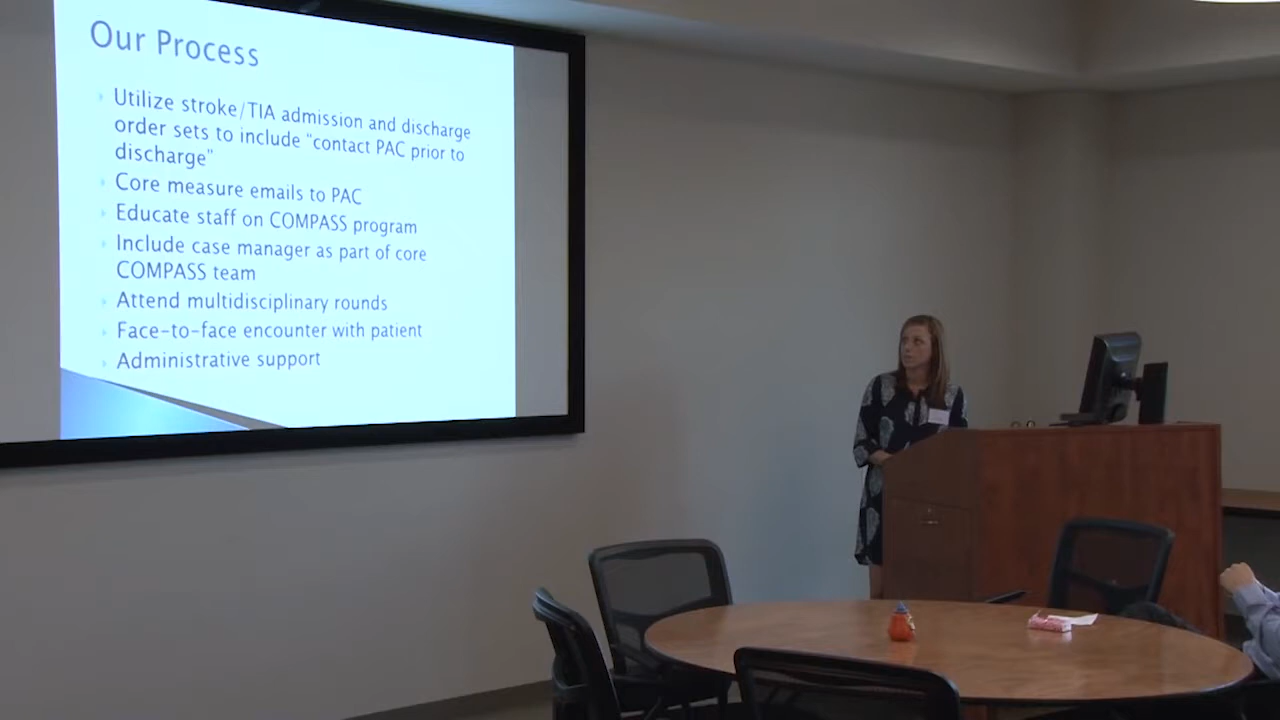 Our Process
Utilize stroke/TIA admission and discharge
order sets to include "contact PAC prior to
discharge"
Core measure emails to PAC
Educate staff on COMPASS program
Include case manager as part of core
COMPASS team
Attend multidisciplinary rounds
Face-to-face encounter with patient
Administrative support